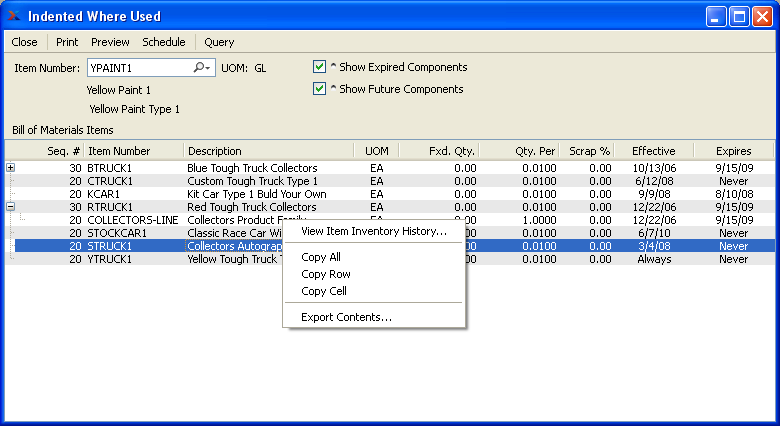 Indented Where Used
Close Print Preview Schedule Query
Item Number: YPAINT1 UOM: GL ^ Show Expired Components
Yellow Paint 1 ^ Show Future Components
Yellow Paint Type 1
Bill of Materials Items
Seq. # Item Number Description UOM Fxd. Qty. Qty. Per Scrap % Effective Expires
30 BTRUCK1 Blue Tough Truck Collectors EA 0.00 0.0100 0.00 10/13/06 9/15/09
20 CTRUCK1 Custom Tough Truck Type 1 EA 0.00 0.0100 0.00 6/12/08 Never
20 KCAR1 Kit Car Type 1 Buld Your Own EA 0.00 0.0100 0.00 9/9/08 8/10/08
30 RTRUCK1 Red Tough Truck Collectors EA 0.00 0.0100 0.00 12/22/06 9/15/09
20 COLLECTORS-LINE Collectors Product Family EA 0.00 1.0000 0.00 12/22/06 9/15/09
20 STOCKCAR1 Classic Race Car Wi 0.0100 0.00 6/7/10 Never
20 STRUCK1 Collectors Autograp 0.0100 0.00 3/4/08 Never
20 YTRUCK1 Yellow Tough Truck 0.0100 0.00 Always Never
View Item Inventory History...
Copy All
Copy Row
Copy Cell
Export Contents...